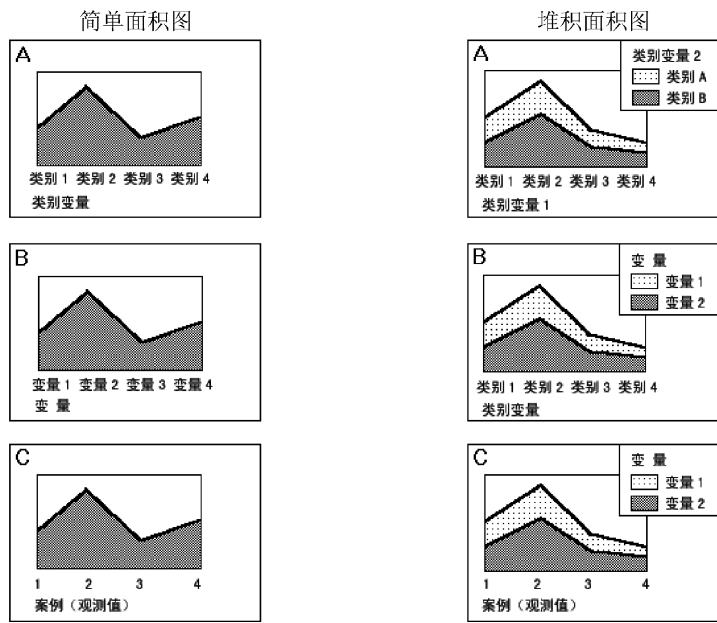 简单面积图
A
类别 1 类别 2 类别 3 类别 4
类别变量
B
变量 1 变量 2 变量 3 变量 4
变 量
C
1 2 3 4
案例（观测值）
堆积面积图
A
类别变量 2
类别 A
类别 B
类别 1 类别 2 类别 3 类别 4
类别变量 1
B
变 量
变量 1
变量 2
类别 1 类别 2 类别 3 类别 4
类别变量
C
变 量
变量 1
变量 2
1 2 3 4
案例（观测值）